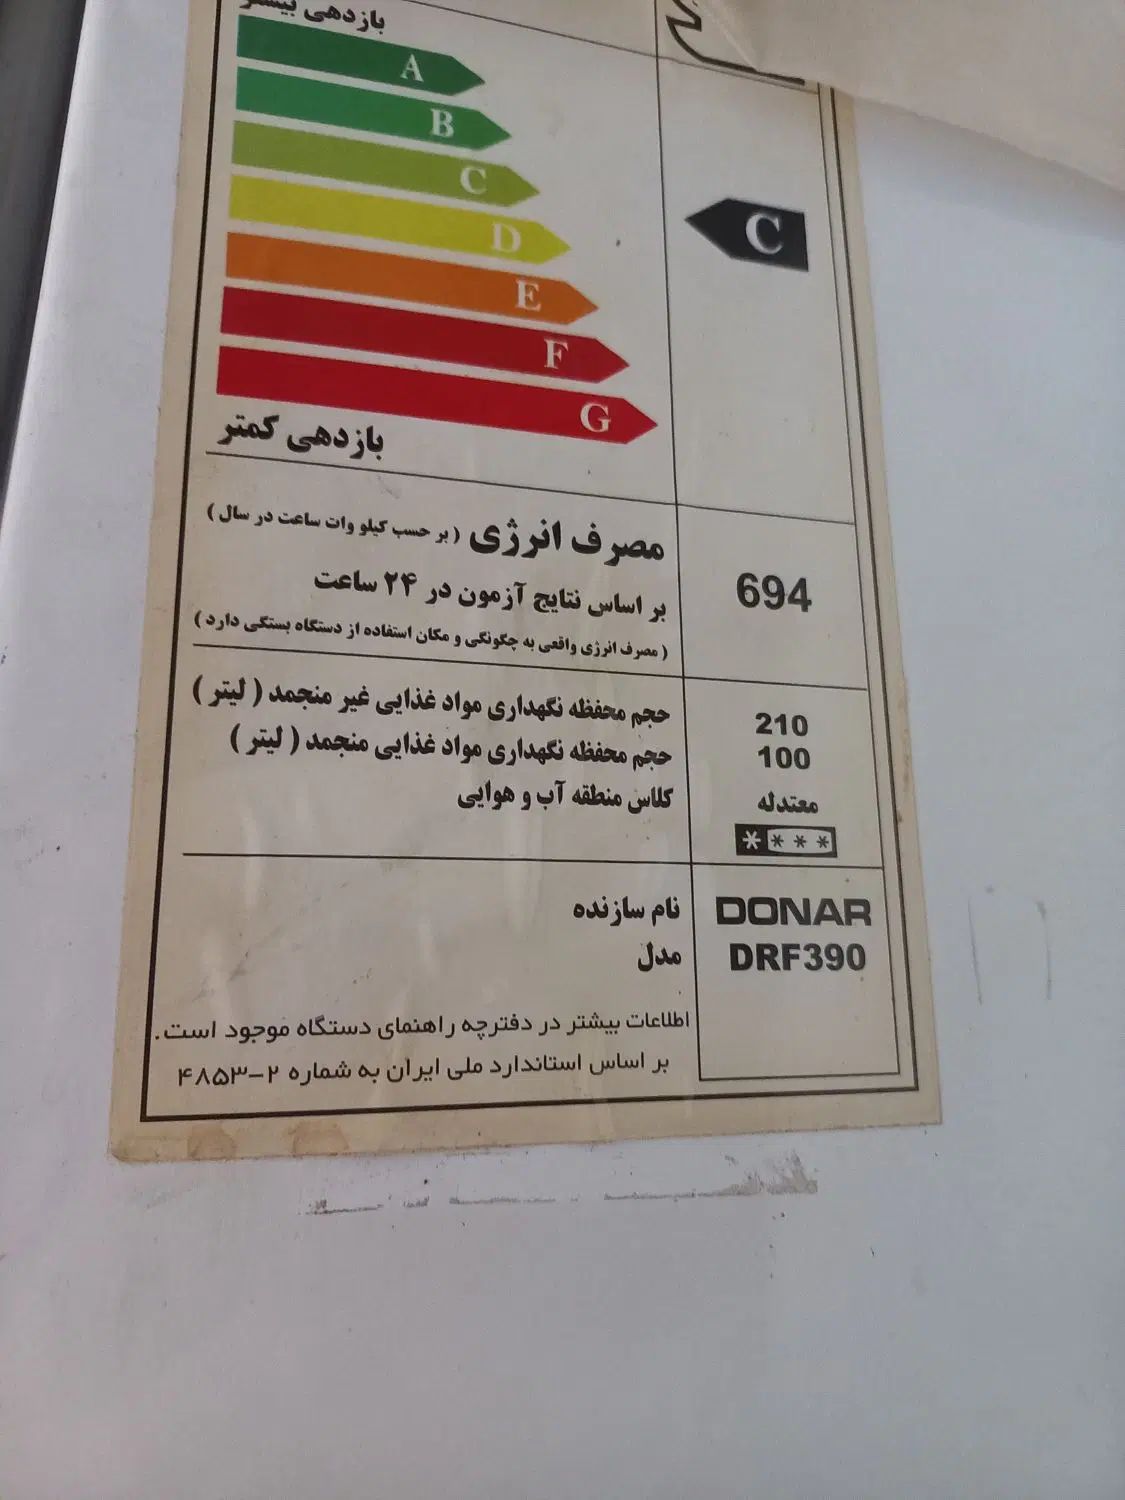 بازدهی بیشتر
A
B
C
C
D
E
F
G
بازدهی کمتر
مصرف انرژی ( بر حسب کیلو وات ساعت در سال )
694
بر اساس نتایج آزمون در ۲۴ ساعت
( مصرف انرژی واقعی به چگونگی و مکان استفاده از دستگاه بستگی دارد )
حجم محفظه نگهداری مواد غذایی غیر منجمد ( لیتر )
210
حجم محفظه نگهداری مواد غذایی منجمد ( لیتر )
100
کلاس منطقه آب و هوایی
معتدله
****
نام سازنده
DONAR
مدل
DRF390
اطلاعات بیشتر در دفترچه راهنمای دستگاه موجود است.
بر اساس استاندارد ملی ایران به شماره ۲-۴۸۵۳